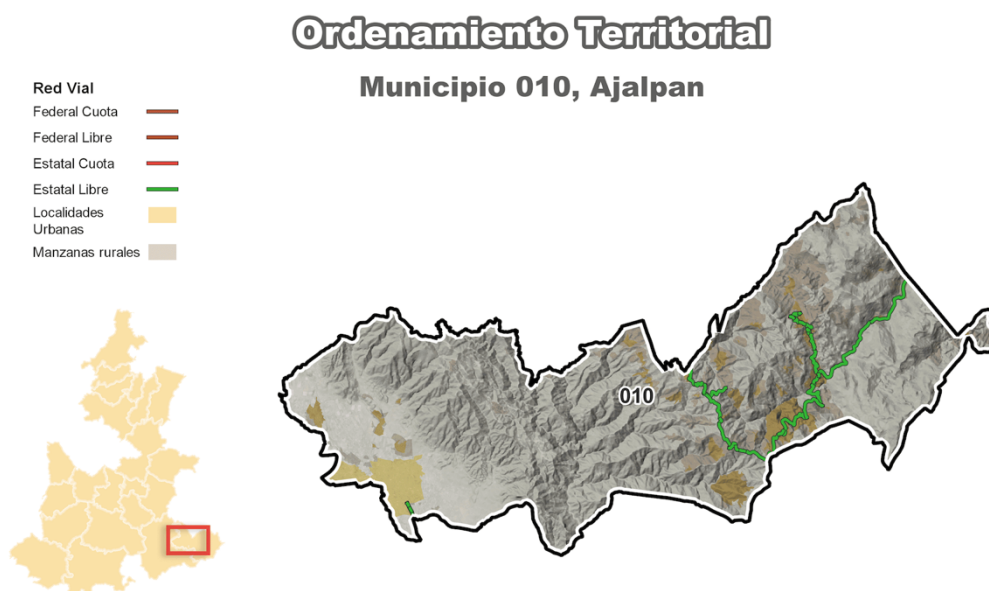 Ordenamiento Territorial
Municipio 010, Ajalpan
Red Vial
Federal Cuota
Federal Libre
Estatal Cuota
Estatal Libre
Localidades
Urbanas
Manzanas rurales
010